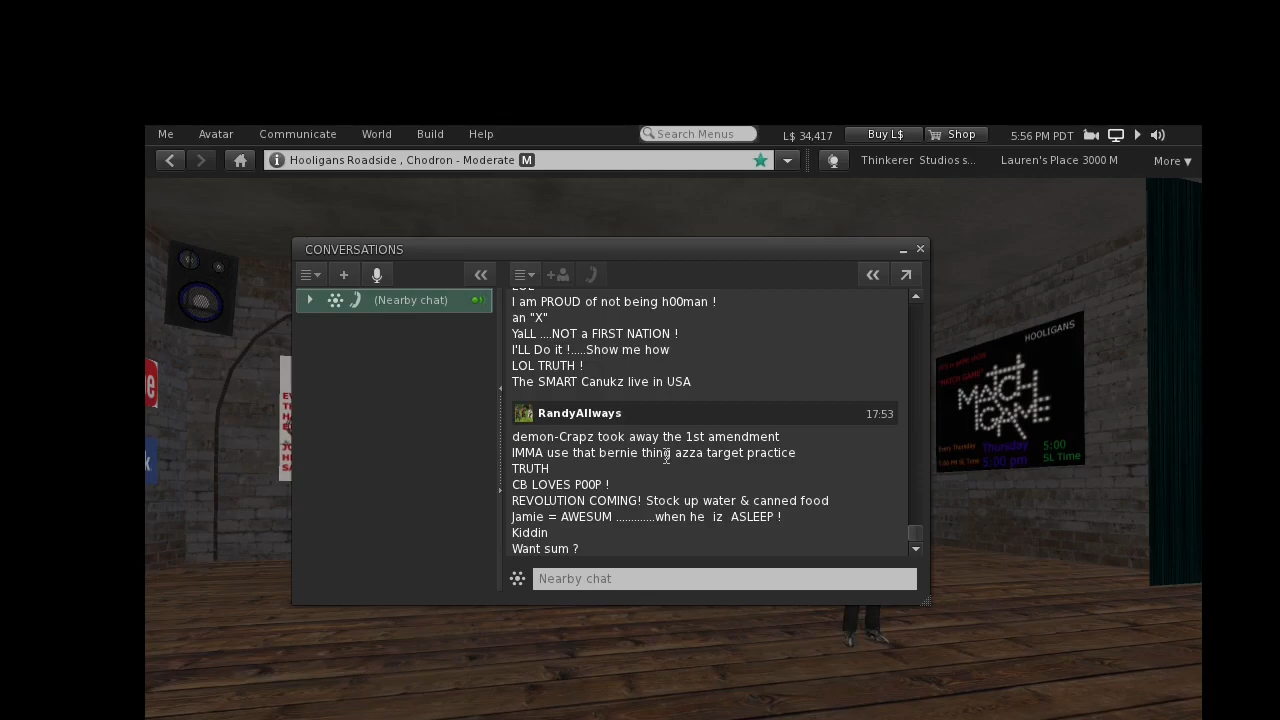 Me Avatar Communicate World Build Help Search Menus L$ 34,417 Buy L$ Shop 5:56 PM PDT
Hooligans Roadside , Chodron - Moderate M Thinkerer Studios s... Lauren's Place 3000 M More ▼
CONVERSATIONS
(Nearby chat)
I am PROUD of not being h00man !
an "X"
YaLL ....NOT a FIRST NATION !
I'LL Do it !.....Show me how
LOL TRUTH !
The SMART Canukz live in USA
RandyAllways 17:53
demon-Crapz took away the 1st amendment
IMMA use that bernie thing azza target practice
TRUTH
CB LOVES P00P !
REVOLUTION COMING! Stock up water & canned food
Jamie = AWESUM .............when he iz ASLEEP !
Kiddin
Want sum ?
Nearby chat
HOOLIGANS
MATCH GAME
Every Thursday Thursday 5:00
5:00 pm SL Time